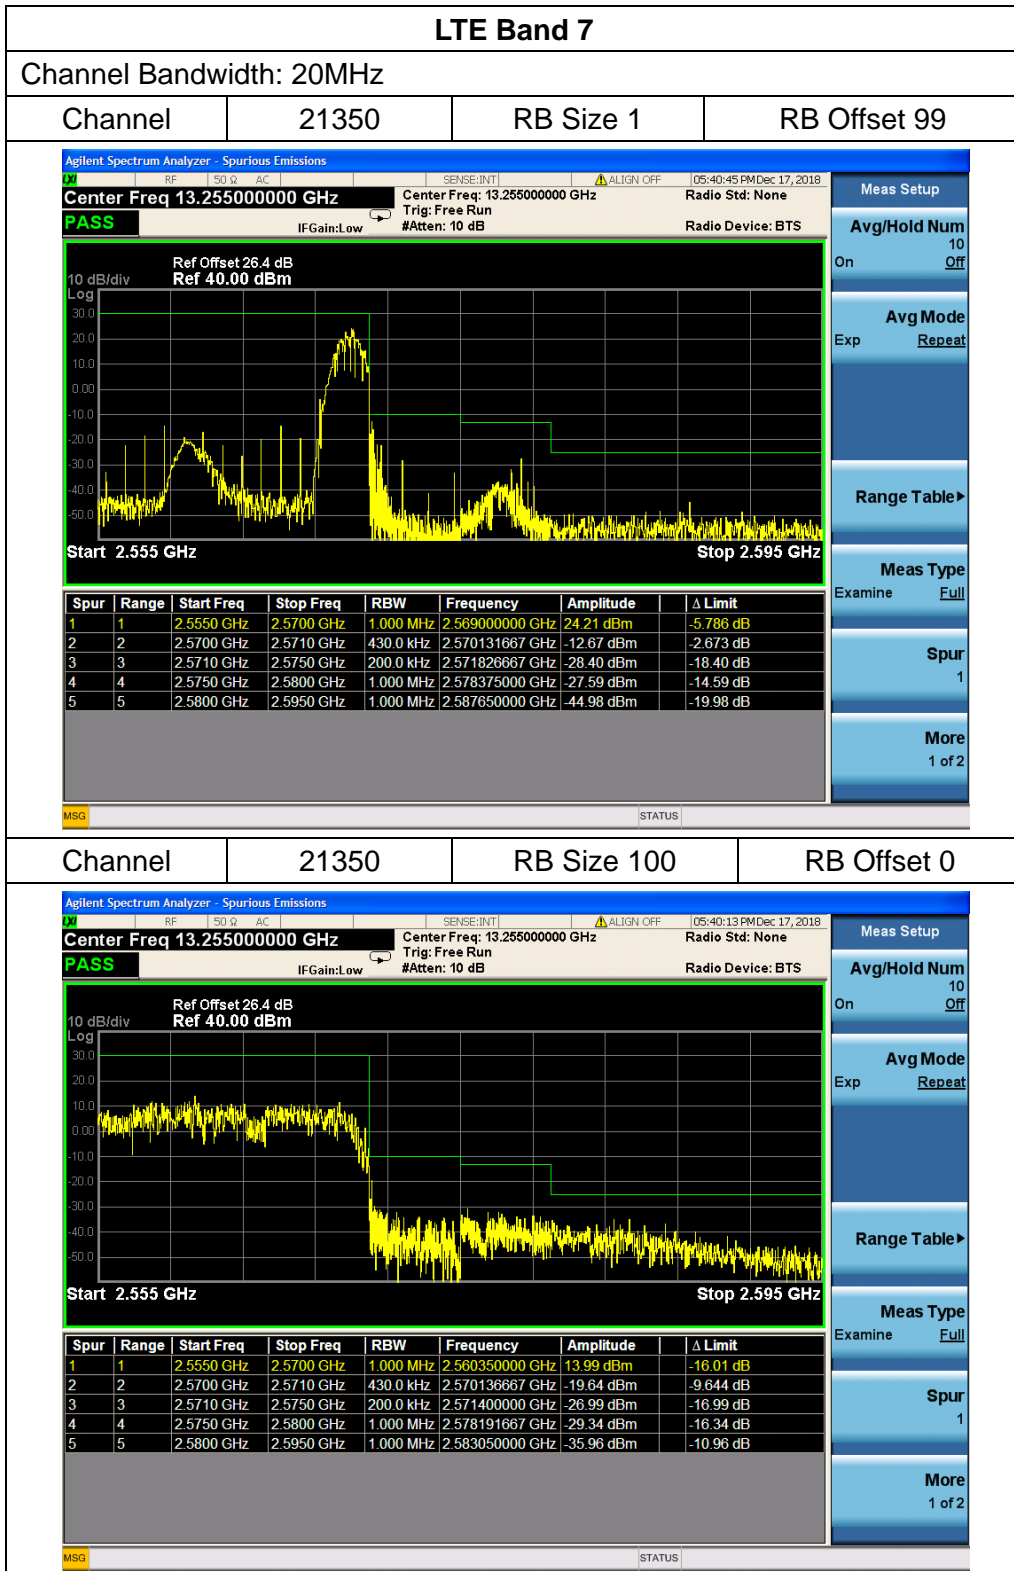 LTE Band 7
Channel Bandwidth: 20MHz
Channel 21350 RB Size 1 RB Offset 99
Agilent Spectrum Analyzer - Spurious Emissions
LXI RF 50 Ω AC SENSE:INT ALIGN OFF 05:40:45 PM Dec 17, 2018
Center Freq 13.255000000 GHz Center Freq: 13.255000000 GHz Radio Std: None
Trig: Free Run
PASS IFGain:Low #Atten: 10 dB Radio Device: BTS
Ref Offset 26.4 dB
10 dB/div Ref 40.00 dBm
Log
30.0
20.0
10.0
0.00
-10.0
-20.0
-30.0
-40.0
-50.0
Start 2.555 GHz Stop 2.595 GHz
Spur Range Start Freq Stop Freq RBW Frequency Amplitude Δ Limit
1 1 2.5550 GHz 2.5700 GHz 1.000 MHz 2.569000000 GHz 24.21 dBm -5.786 dB
2 2 2.5700 GHz 2.5710 GHz 430.0 kHz 2.570131667 GHz -12.67 dBm -2.673 dB
3 3 2.5710 GHz 2.5750 GHz 200.0 kHz 2.571826667 GHz -28.40 dBm -18.40 dB
4 4 2.5750 GHz 2.5800 GHz 1.000 MHz 2.578375000 GHz -27.59 dBm -14.59 dB
5 5 2.5800 GHz 2.5950 GHz 1.000 MHz 2.587650000 GHz -44.98 dBm -19.98 dB
MSG STATUS
Meas Setup
Avg/Hold Num
10
On Off
Avg Mode
Exp Repeat
Range Table▶
Meas Type
Examine Full
Spur
1
More
1 of 2
Channel 21350 RB Size 100 RB Offset 0
Agilent Spectrum Analyzer - Spurious Emissions
LXI RF 50 Ω AC SENSE:INT ALIGN OFF 05:40:13 PM Dec 17, 2018
Center Freq 13.255000000 GHz Center Freq: 13.255000000 GHz Radio Std: None
Trig: Free Run
PASS IFGain:Low #Atten: 10 dB Radio Device: BTS
Ref Offset 26.4 dB
10 dB/div Ref 40.00 dBm
Log
30.0
20.0
10.0
0.00
-10.0
-20.0
-30.0
-40.0
-50.0
Start 2.555 GHz Stop 2.595 GHz
Spur Range Start Freq Stop Freq RBW Frequency Amplitude Δ Limit
1 1 2.5550 GHz 2.5700 GHz 1.000 MHz 2.560350000 GHz 13.99 dBm -16.01 dB
2 2 2.5700 GHz 2.5710 GHz 430.0 kHz 2.570136667 GHz -19.64 dBm -9.644 dB
3 3 2.5710 GHz 2.5750 GHz 200.0 kHz 2.571400000 GHz -26.99 dBm -16.99 dB
4 4 2.5750 GHz 2.5800 GHz 1.000 MHz 2.578191667 GHz -29.34 dBm -16.34 dB
5 5 2.5800 GHz 2.5950 GHz 1.000 MHz 2.583050000 GHz -35.96 dBm -10.96 dB
MSG STATUS
Meas Setup
Avg/Hold Num
10
On Off
Avg Mode
Exp Repeat
Range Table▶
Meas Type
Examine Full
Spur
1
More
1 of 2